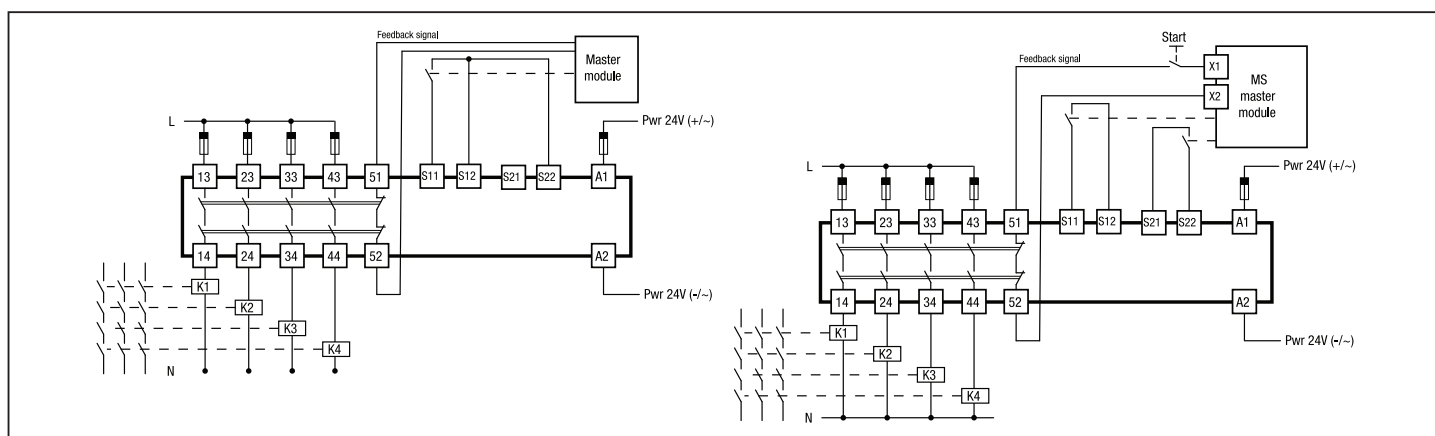 Feedback signal
Master
module
L
Pwr 24V (+/~)
13 23 33 43 51 S11 S12 S21 S22 A1
14 24 34 44 52 A2
K1
K2
K3
K4
Pwr 24V (-/~)
N
Start
Feedback signal
X1
X2
MS
master
module
L
Pwr 24V (+/~)
13 23 33 43 51 S11 S12 S21 S22 A1
14 24 34 44 52 A2
K1
K2
K3
K4
Pwr 24V (-/~)
N